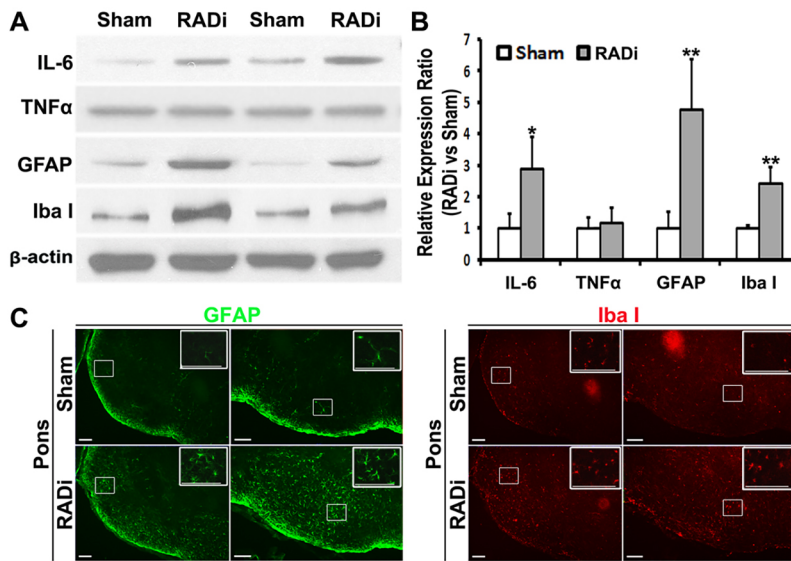 A
Sham RADi Sham RADi
IL-6
TNFα
GFAP
Iba I
β-actin
B
Relative Expression Ratio
(RADi vs Sham)
8
7
6
5
4
3
2
1
0
Sham RADi
*
**
**
IL-6 TNFα GFAP Iba I
C
GFAP
Iba I
Pons
Sham
RADi
Pons
Sham
RADi